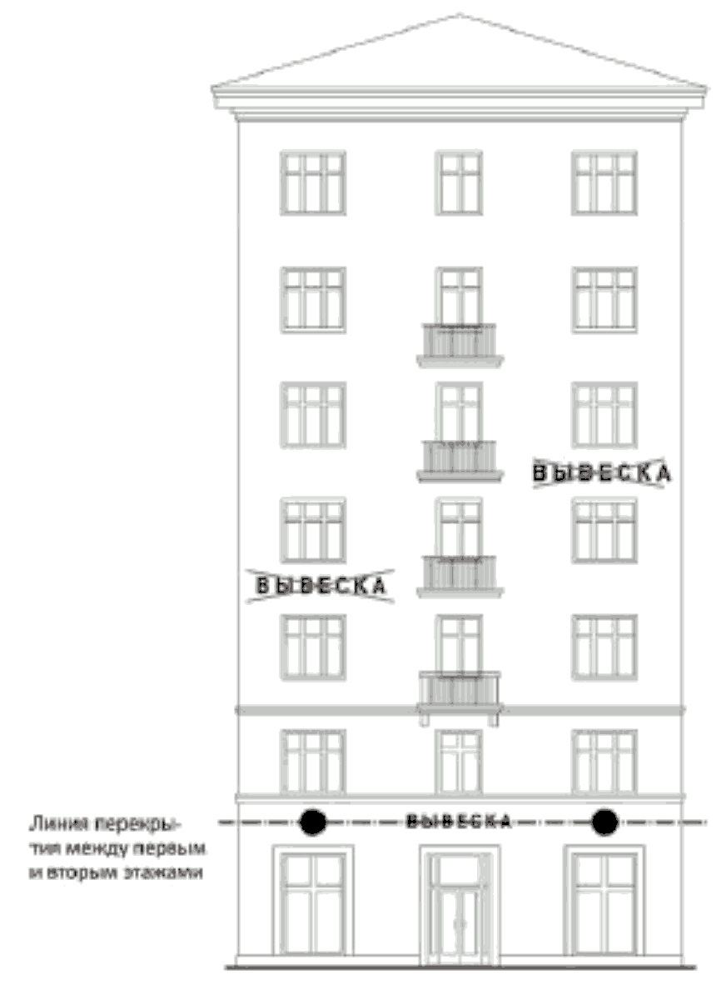 ВЫВЕСКА
ВЫВЕСКА
ВЫВЕСКА
Линия перекры-
тия между первым
и вторым этажами